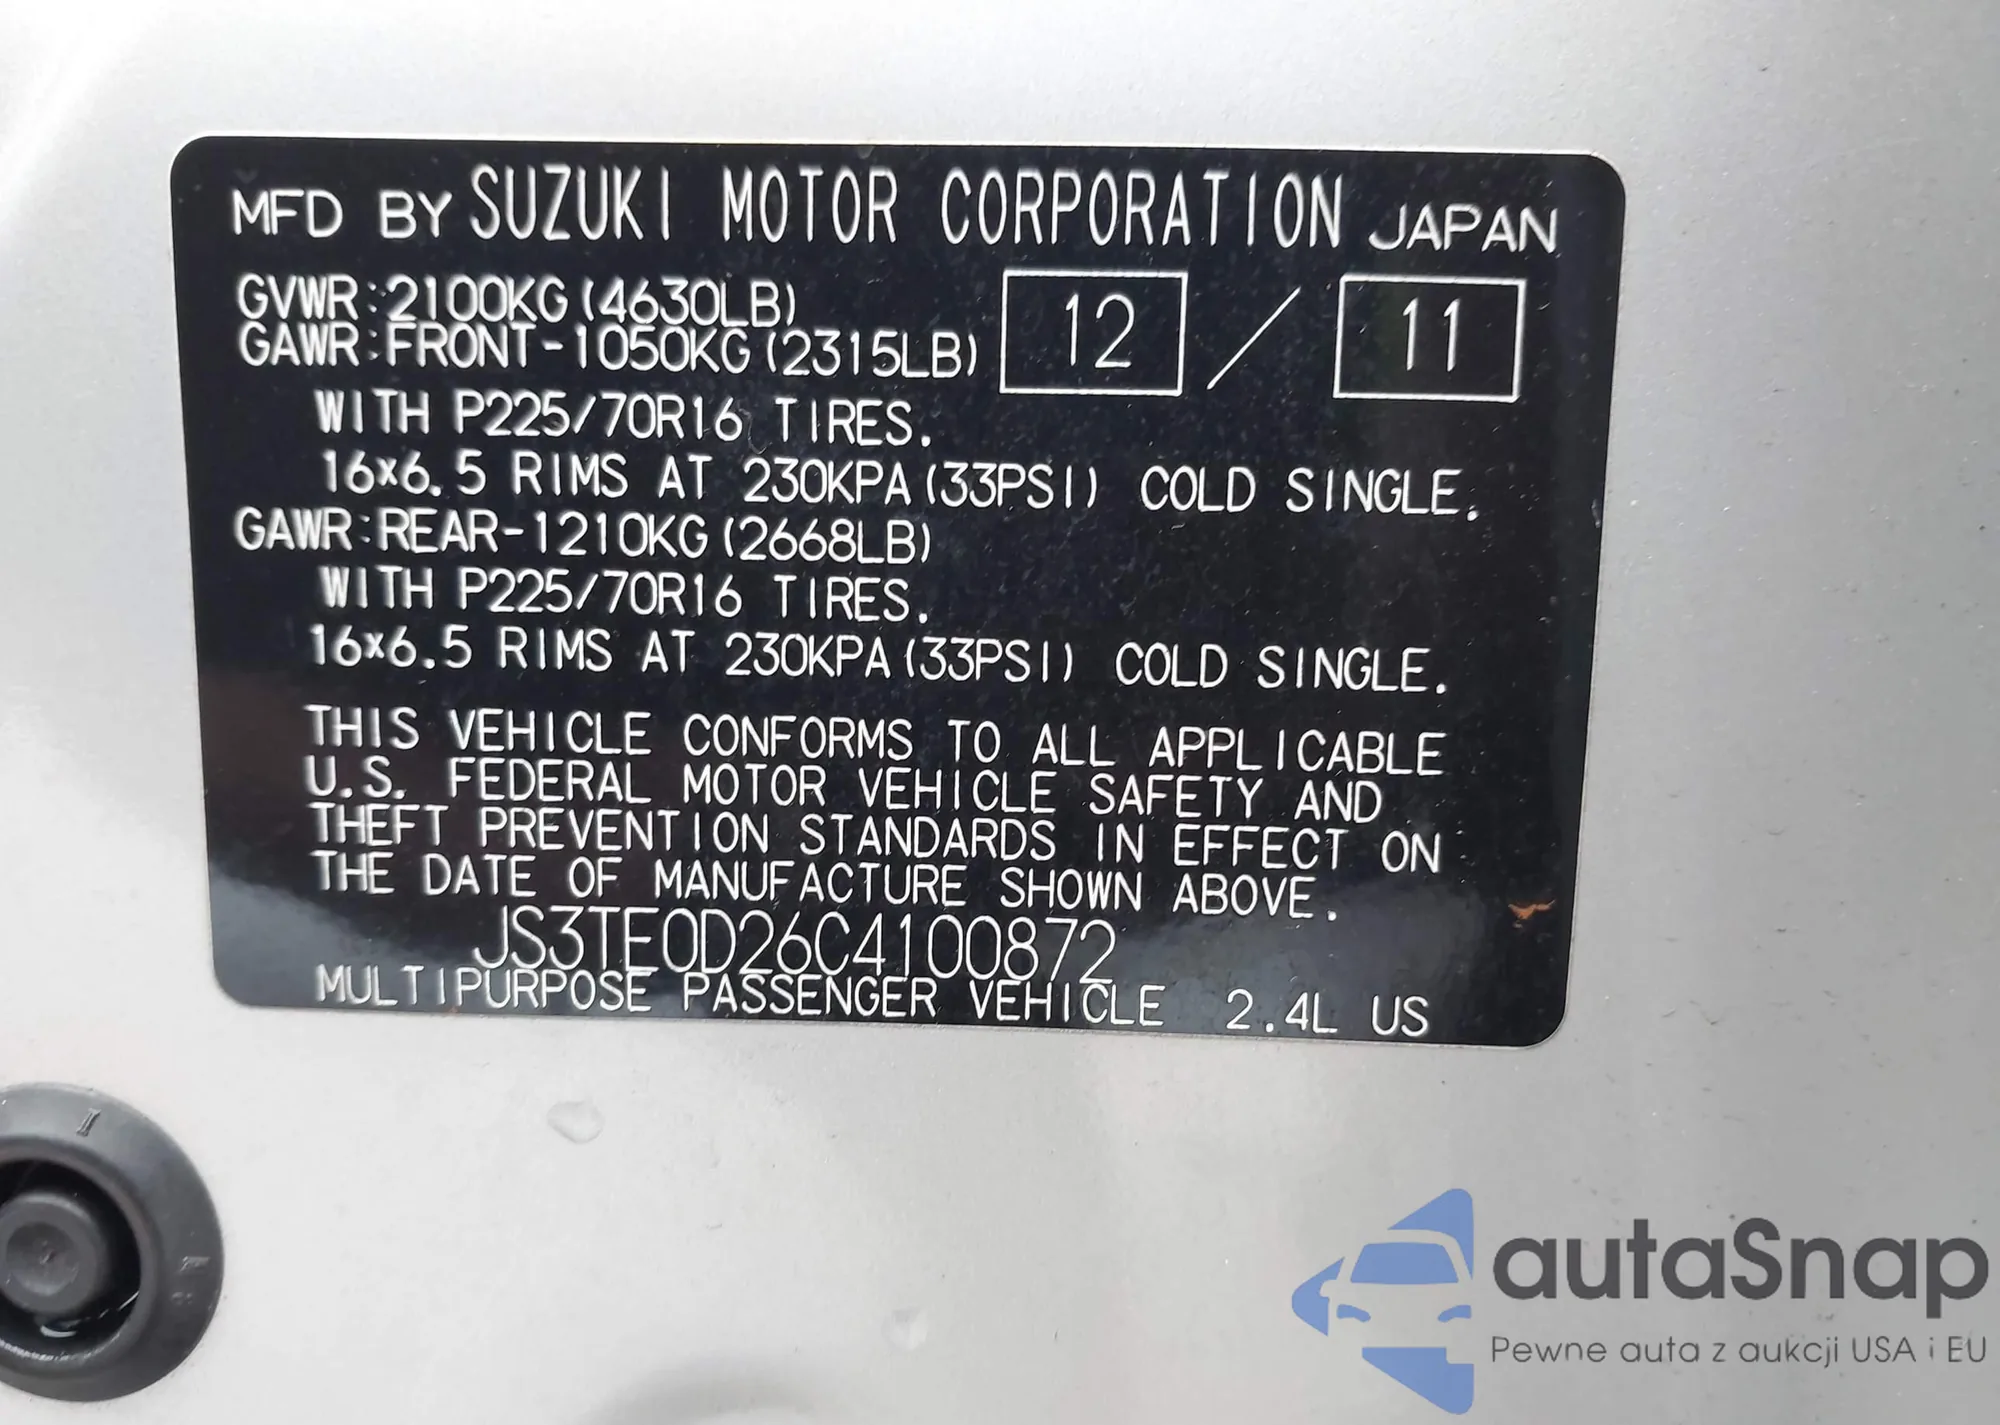 MFD BY SUZUKI MOTOR CORPORATION JAPAN
GVWR:2100KG(4630LB)
12 / 11
GAWR:FRONT-1050KG(2315LB)
WITH P225/70R16 TIRES.
16x6.5 RIMS AT 230KPA(33PSI) COLD SINGLE.
GAWR:REAR-1210KG(2668LB)
WITH P225/70R16 TIRES.
16x6.5 RIMS AT 230KPA(33PSI) COLD SINGLE.
THIS VEHICLE CONFORMS TO ALL APPLICABLE
U.S. FEDERAL MOTOR VEHICLE SAFETY AND
THEFT PREVENTION STANDARDS IN EFFECT ON
THE DATE OF MANUFACTURE SHOWN ABOVE.
JS3TE0D26C4100872
MULTIPURPOSE PASSENGER VEHICLE 2.4L US
autaSnap
Pewne auta z aukcji USA i EU